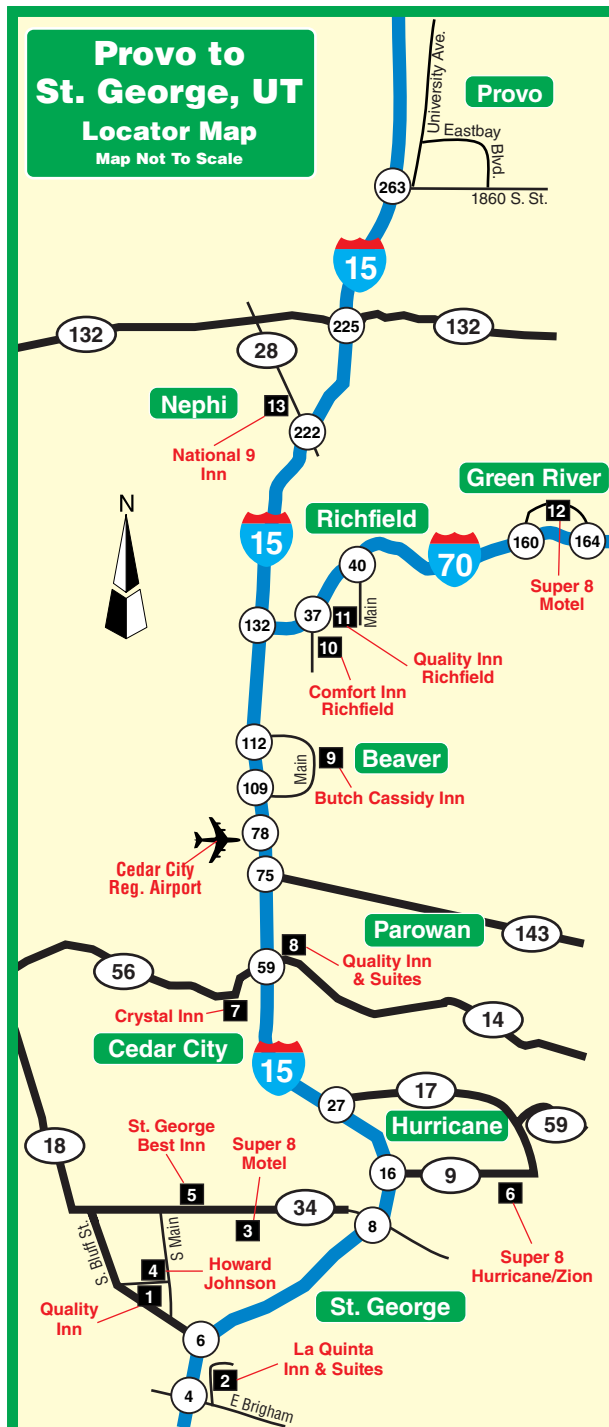 Provo to
St. George, UT
Locator Map
Map Not To Scale
University Ave.
Provo
Eastbay
Blvd.
263
1860 S. St.
15
132
225
132
28
Nephi
13
222
National 9
Inn
Green River
12
N
Richfield
15
160
164
70
40
Super 8
Motel
Main
37
11
132
10
Quality Inn
Richfield
Comfort Inn
Richfield
112
9
Beaver
Main
109
Butch Cassidy Inn
78
Cedar City
Reg. Airport
75
Parowan
143
8
59
Quality Inn
& Suites
56
7
Crystal Inn
14
Cedar City
15
27
17
Hurricane
59
St. George
Best Inn
Super 8
Motel
18
16
9
5
6
34
3
8
S. Bluff St.
S Main
Super 8
Hurricane/Zion
4
Howard
Johnson
1
Quality
Inn
St. George
6
La Quinta
Inn & Suites
2
4
E Brigham